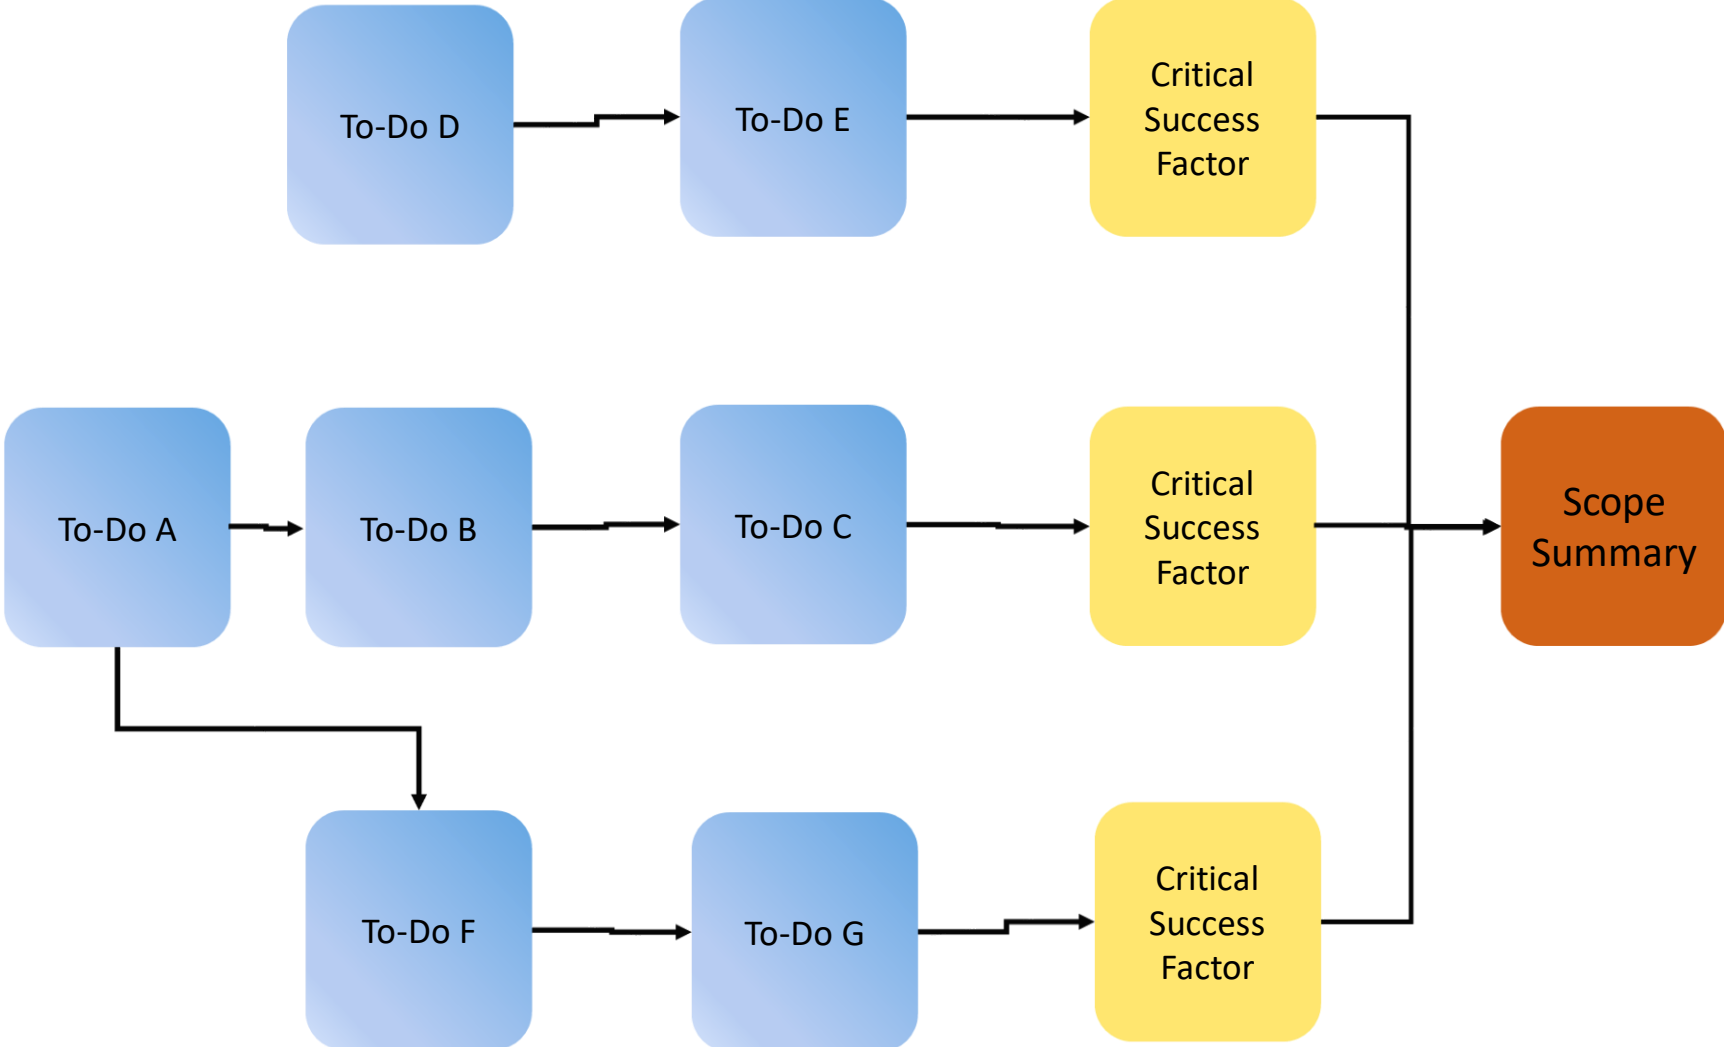 To-Do D
To-Do E
Critical
Success
Factor
To-Do A
To-Do B
To-Do C
Critical
Success
Factor
Scope
Summary
To-Do F
To-Do G
Critical
Success
Factor